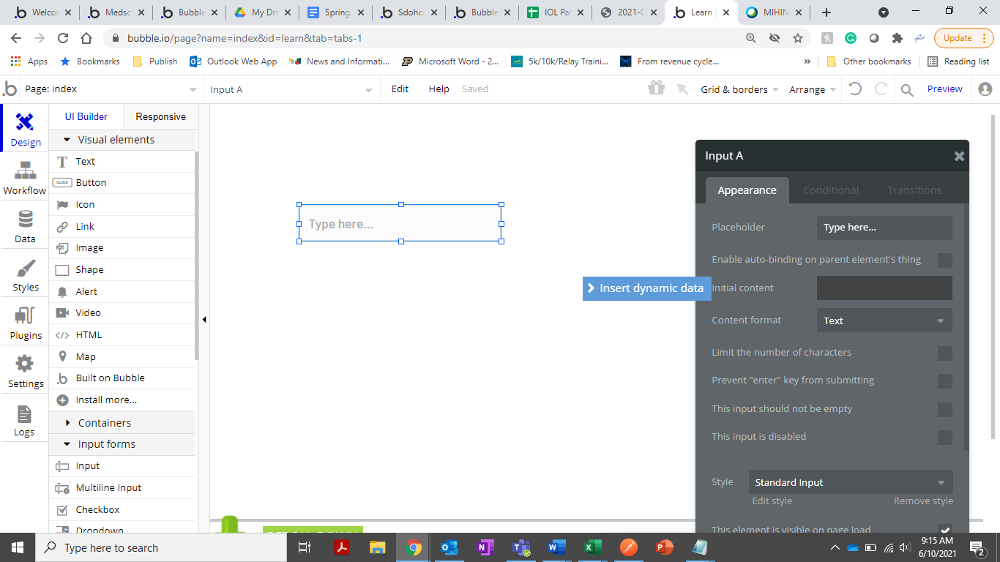 Welcor
Medsc
Bubble
My Dri
Spring
Sdohc
Bubble
IOL Pat
2021-0
Learn
MIHIN
bubble.io/page?name=index&id=learn&tab=tabs-1
Update
Apps
Bookmarks
Publish
Outlook Web App
News and Informati...
Microsoft Word - 2...
5k/10k/Relay Traini...
From revenue cycle...
»
Other bookmarks
Reading list
Page: index
Input A
Edit
Help
Saved
Grid & borders
Arrange
Preview
Design
Workflow
Data
Styles
Plugins
Settings
Logs
UI Builder
Responsive
Visual elements
Text
CLICK
Button
Icon
Link
Image
Shape
Alert
Video
HTML
Map
Built on Bubble
Install more...
Containers
Input forms
Input
Multiline Input
Checkbox
Dropdown
Type here...
Insert dynamic data
Input A
Appearance
Conditional
Transitions
Placeholder
Type here...
Enable auto-binding on parent element's thing
Initial content
Content format
Text
Limit the number of characters
Prevent "enter" key from submitting
This input should not be empty
This input is disabled
Style
Standard Input
Edit style
Remove style
This element is visible on page load
Type here to search
9:15 AM
6/10/2021
2